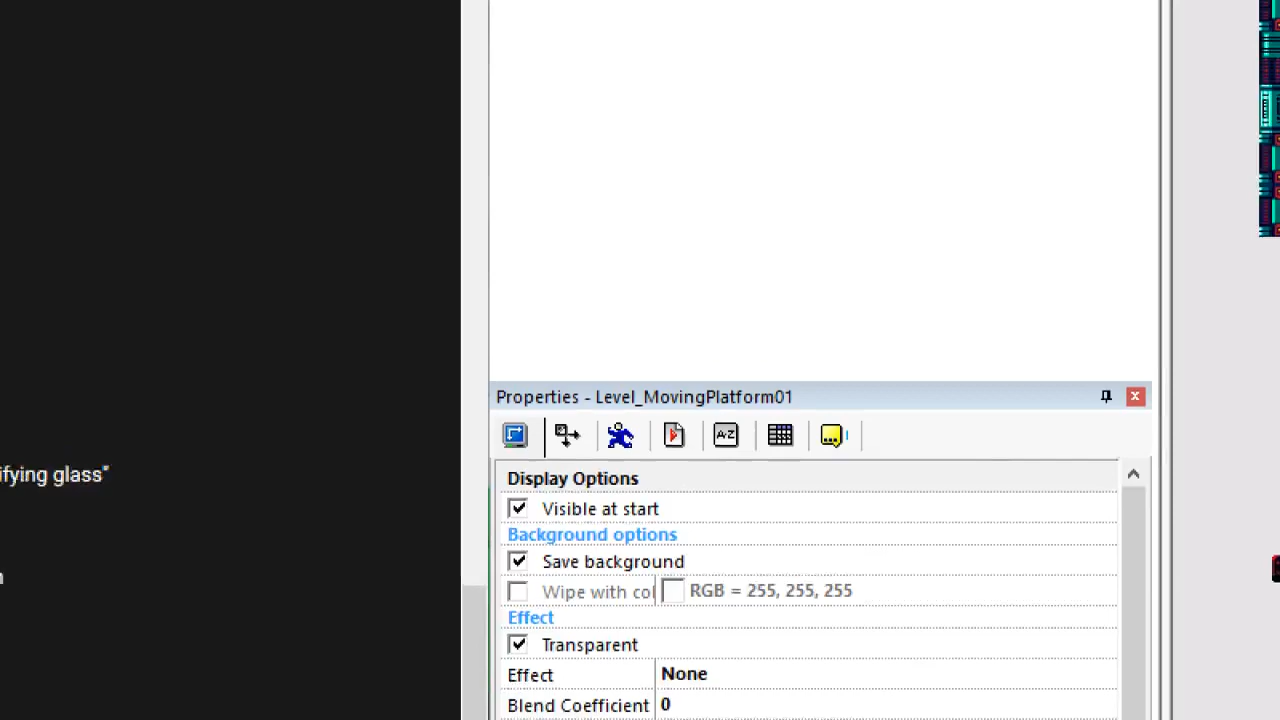 ifying glass"
Properties - Level_MovingPlatform01
A-Z
Display Options
Visible at start
Background options
Save background
Wipe with col
RGB = 255, 255, 255
Effect
Transparent
Effect None
Blend Coefficient 0